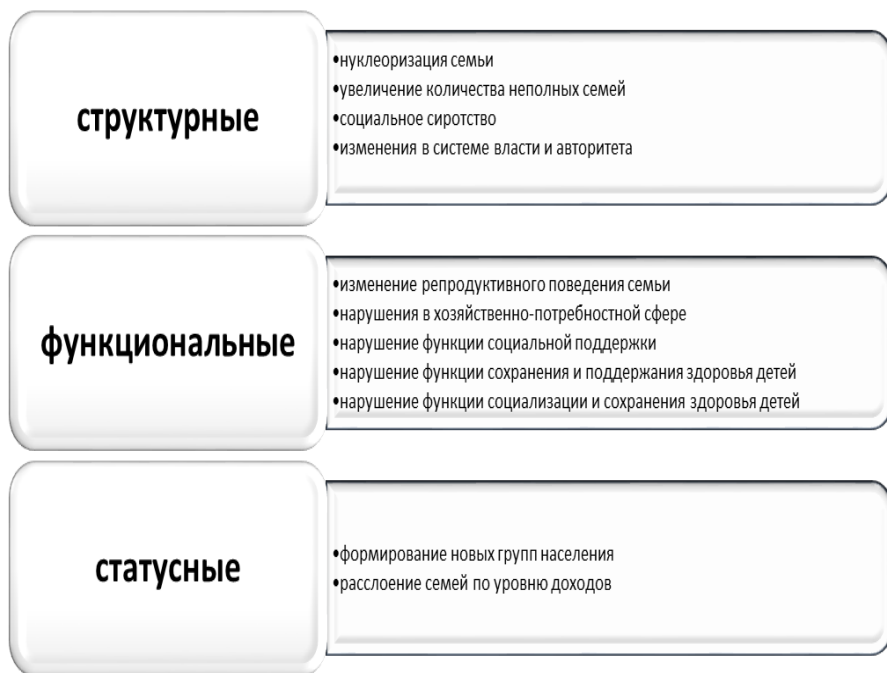 структурные
•нуклеоризация семьи
•увеличение количества неполных семей
•социальное сиротство
•изменения в системе власти и авторитета
функциональные
•изменение репродуктивного поведения семьи
•нарушения в хозяйственно-потребностной сфере
•нарушение функции социальной поддержки
•нарушение функции сохранения и поддержания здоровья детей
•нарушение функции социализации и сохранения здоровья детей
статусные
•формирование новых групп населения
•расслоение семей по уровню доходов